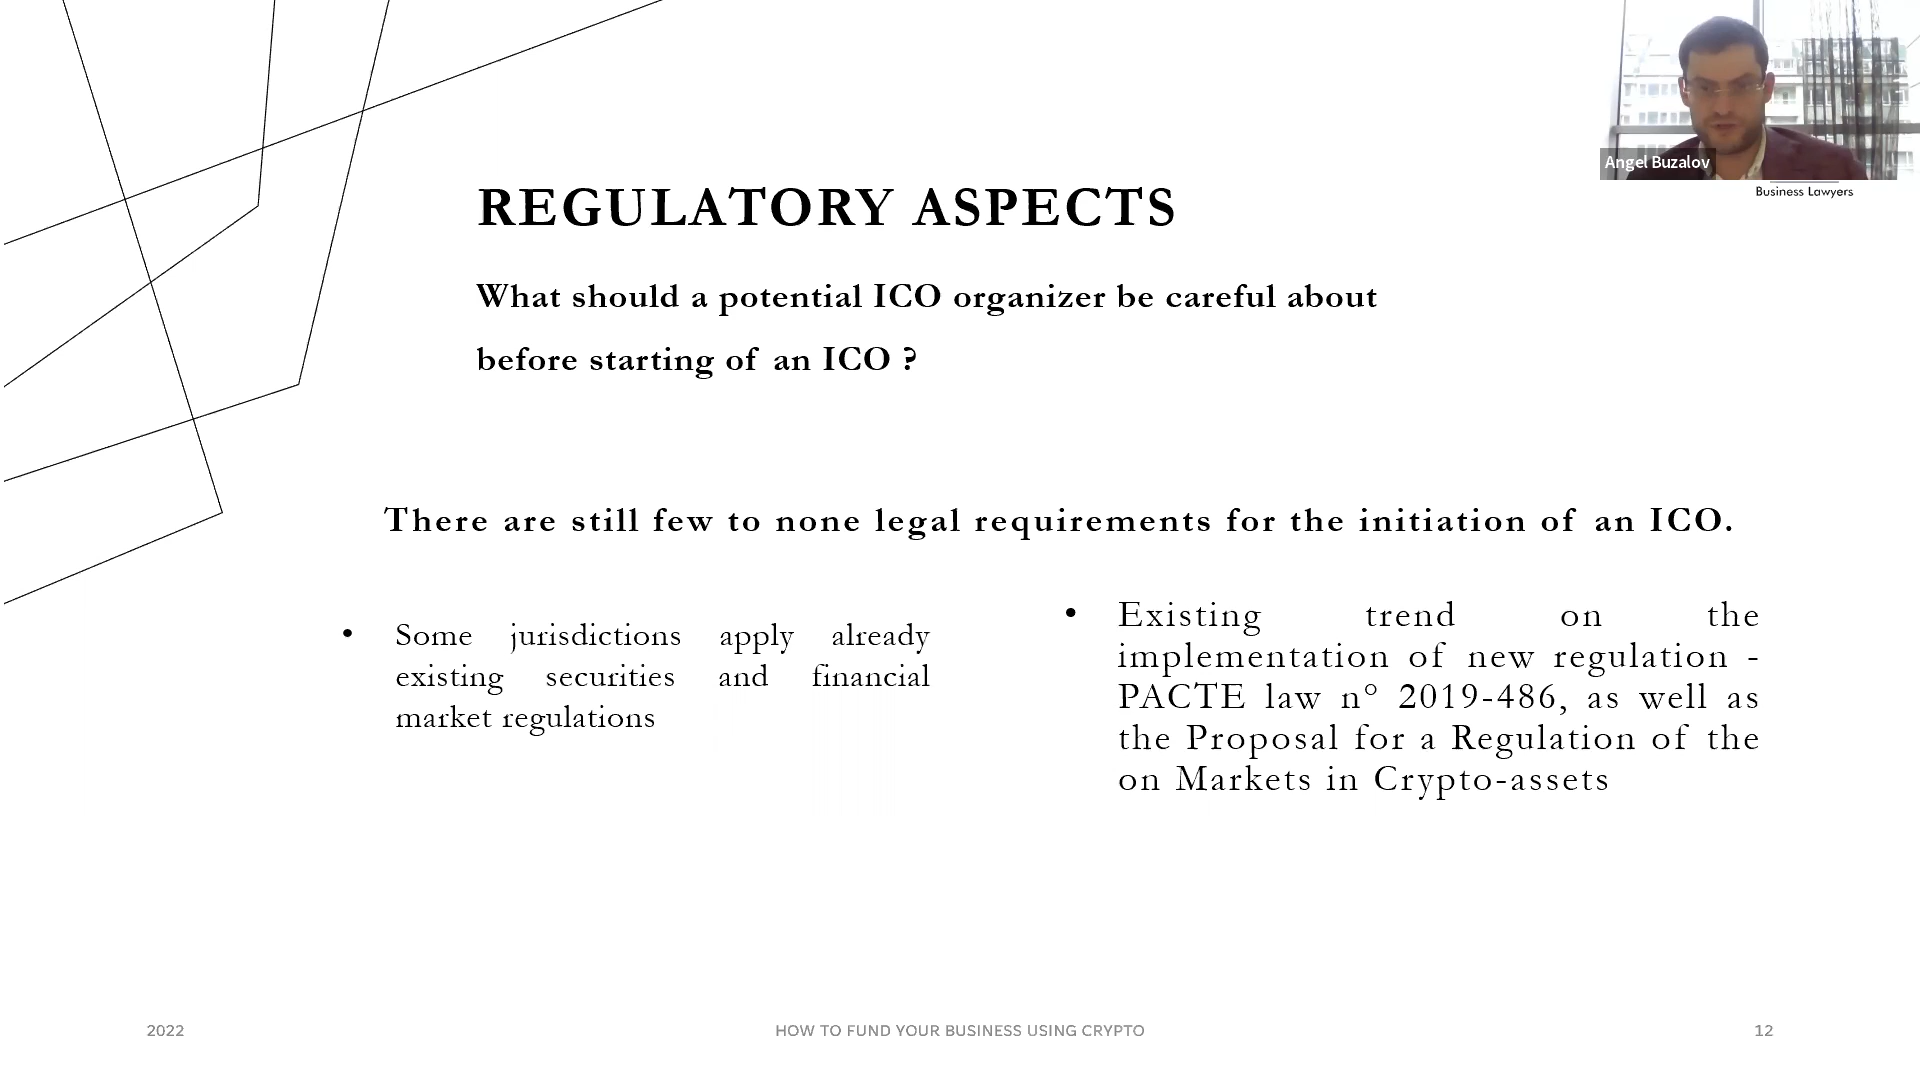 Angel Buzalov
Business Lawyers
REGULATORY ASPECTS
What should a potential ICO organizer be careful about
before starting of an ICO ?
There are still few to none legal requirements for the initiation of an ICO.
• Some jurisdictions apply already
existing securities and financial
market regulations
• Existing trend on the
implementation of new regulation -
PACTE law n° 2019-486, as well as
the Proposal for a Regulation of the
on Markets in Crypto-assets
2022
HOW TO FUND YOUR BUSINESS USING CRYPTO
12